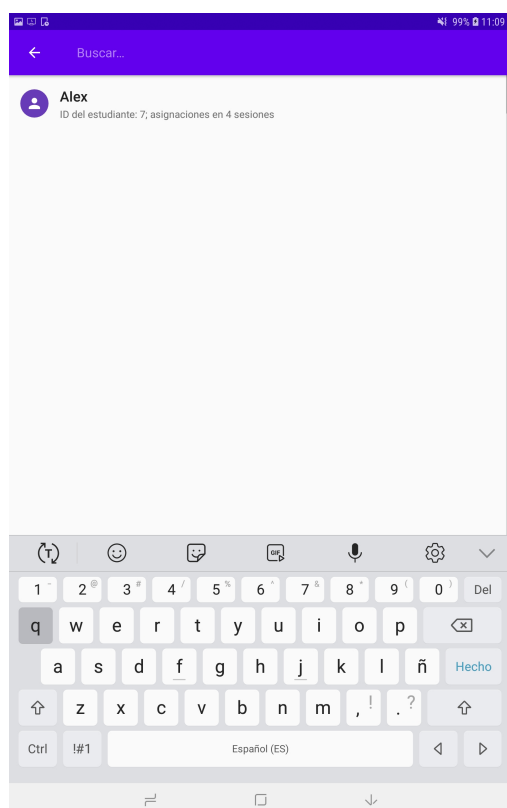 99% 11:09
Buscar...
Alex
ID del estudiante: 7; asignaciones en 4 sesiones
T GIF
1 - 2 @ 3 # 4 / 5 % 6 ^ 7 & 8 * 9 ( 0 ) Del
q w e r t y u i o p
a s d f g h j k l ñ Hecho
z x c v b n m , ! . ?
Ctrl !#1 Español (ES)